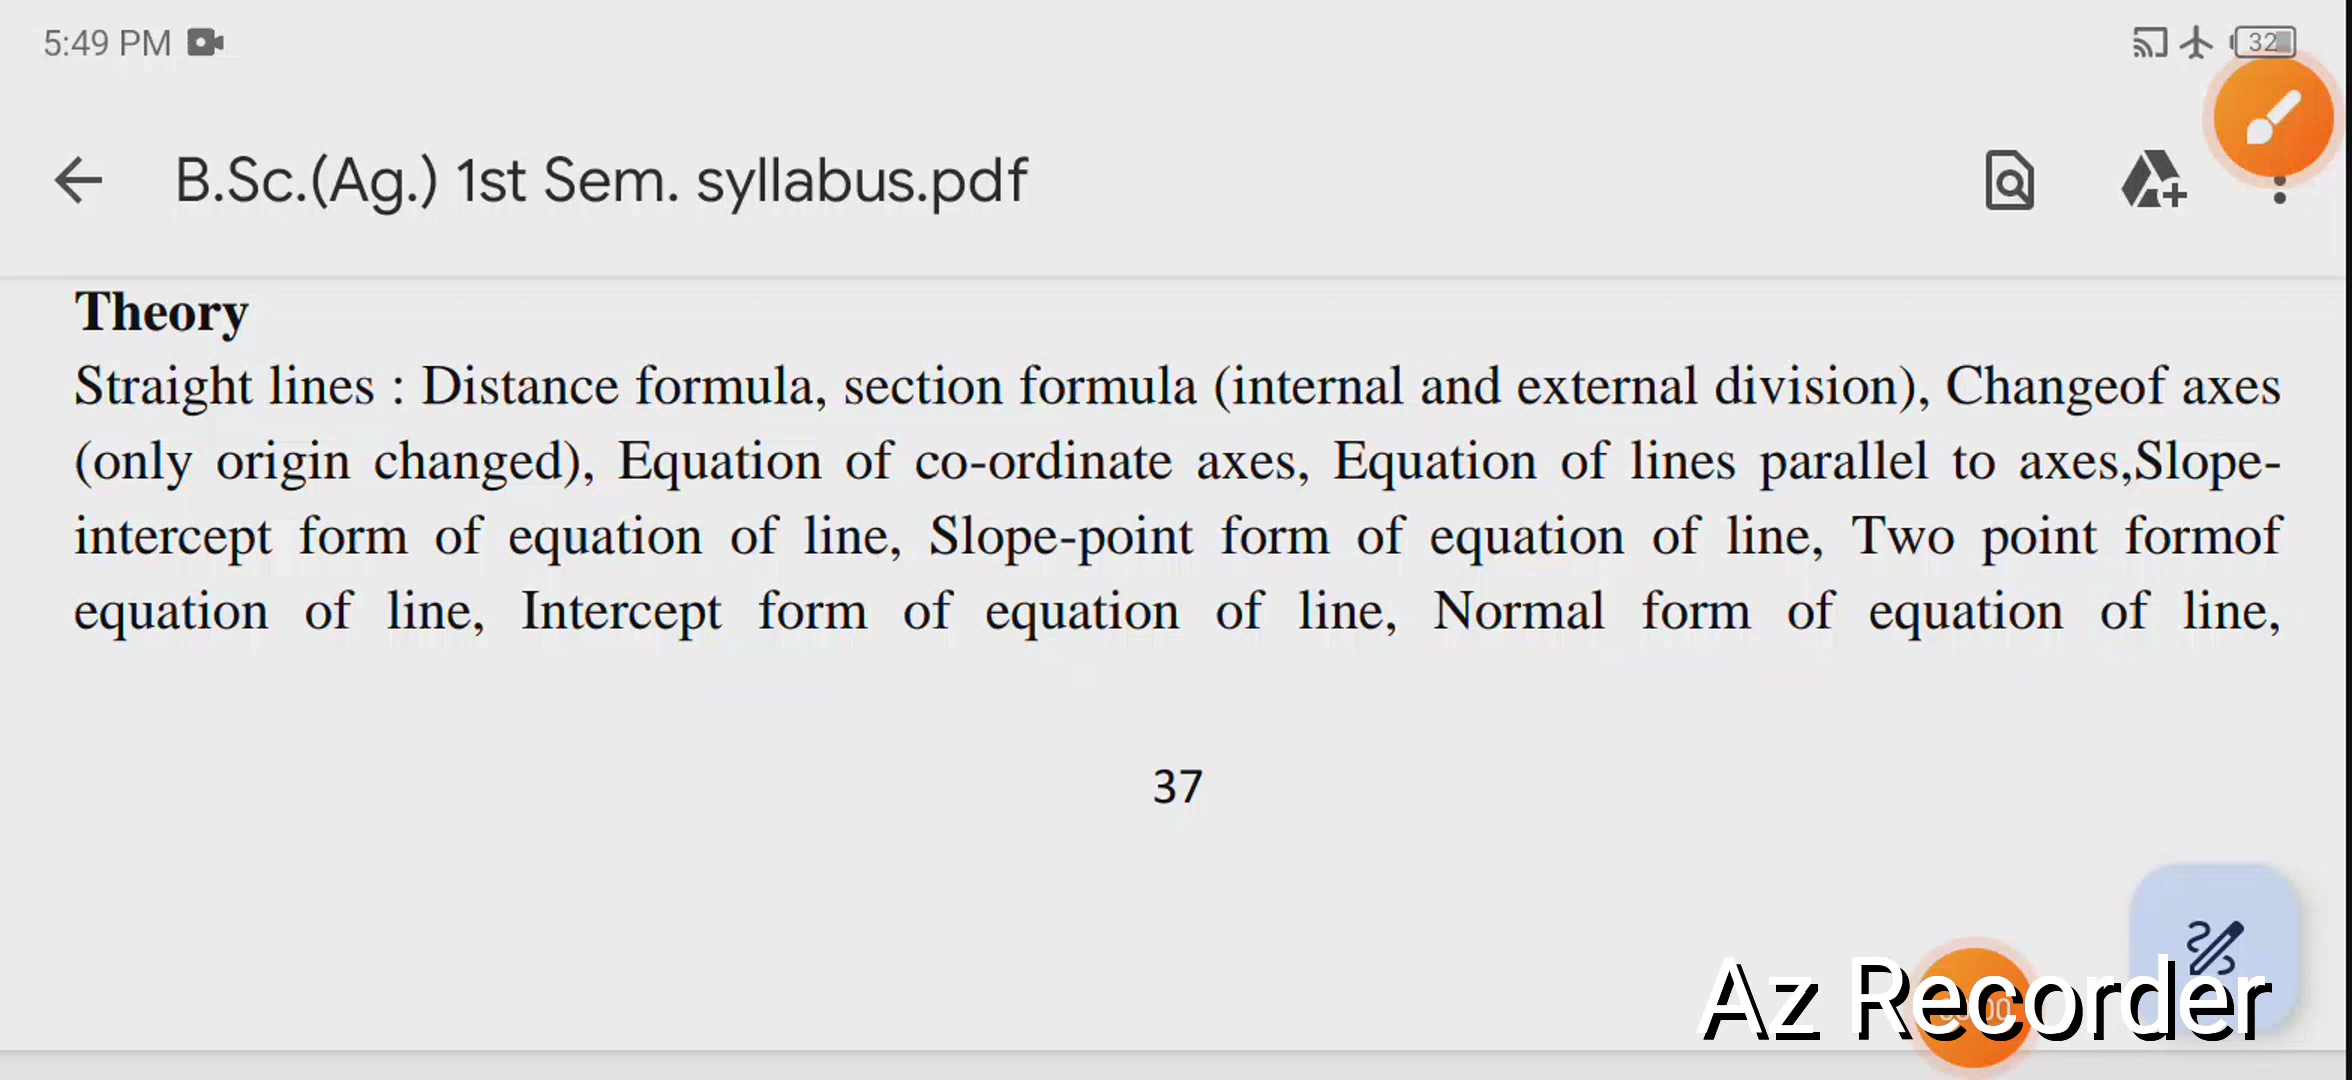 5:49 PM
32
B.Sc.(Ag.) 1st Sem. syllabus.pdf
Theory
Straight lines : Distance formula, section formula (internal and external division), Changeof axes
(only origin changed), Equation of co-ordinate axes, Equation of lines parallel to axes,Slope-
intercept form of equation of line, Slope-point form of equation of line, Two point formof
equation of line, Intercept form of equation of line, Normal form of equation of line,
37
Az Recorder